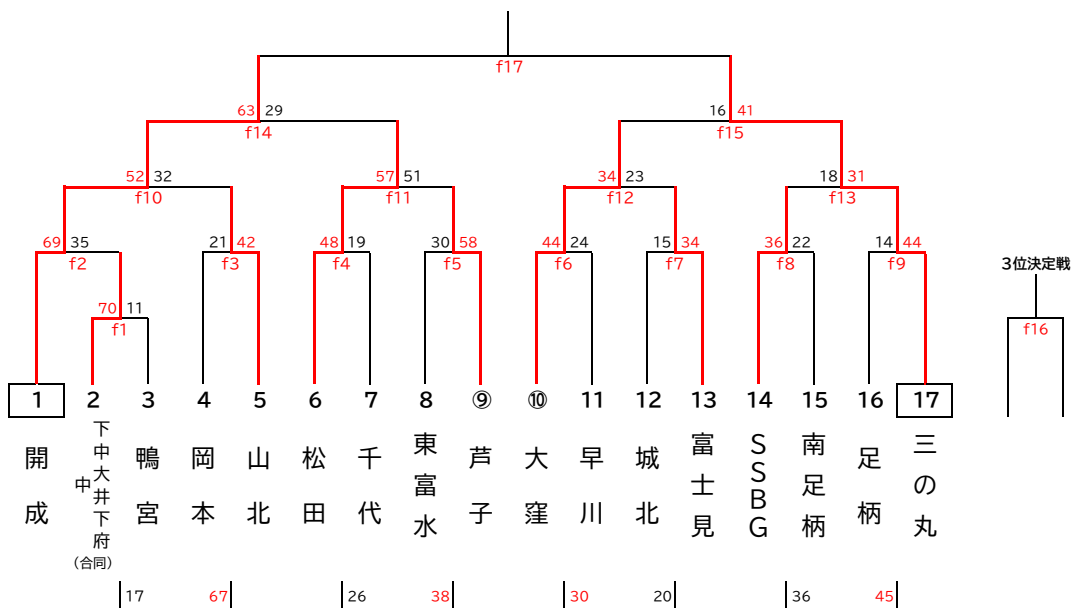 f17
63 29
f14
16 41
f15
52 32
f10
57 51
f11
34 23
f12
18 31
f13
69 35
f2
21 42
f3
48 19
f4
30 58
f5
44 24
f6
15 34
f7
36 22
f8
14 44
f9
3位決定戦
f16
70 11
f1
1 2 3 4 5 6 7 8 ⑨ ⑩ 11 12 13 14 15 16 17
開成
下中大井下府中
(合同)
鴨宮
岡本
山北
松田
千代
東富水
芦子
大窪
早川
城北
富士見
SSBG
南足柄
足柄
三の丸
17 67 26 38 30 20 36 45